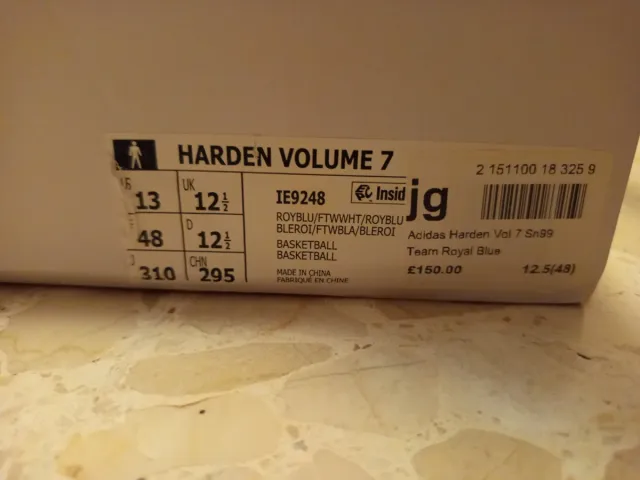 HARDEN VOLUME 7
13 UK 12½
48 D 12½
310 CHN 295
IE9248
Insid
ROYBLU/FTWWHT/ROYBLU
BLEROI/FTWBLA/BLEROI
BASKETBALL
BASKETBALL
MADE IN CHINA
FABRIQUÉ EN CHINE
jg
2 151100 18 325 9
Adidas Harden Vol 7 Sn99
Team Royal Blue
£150.00 12.5(48)